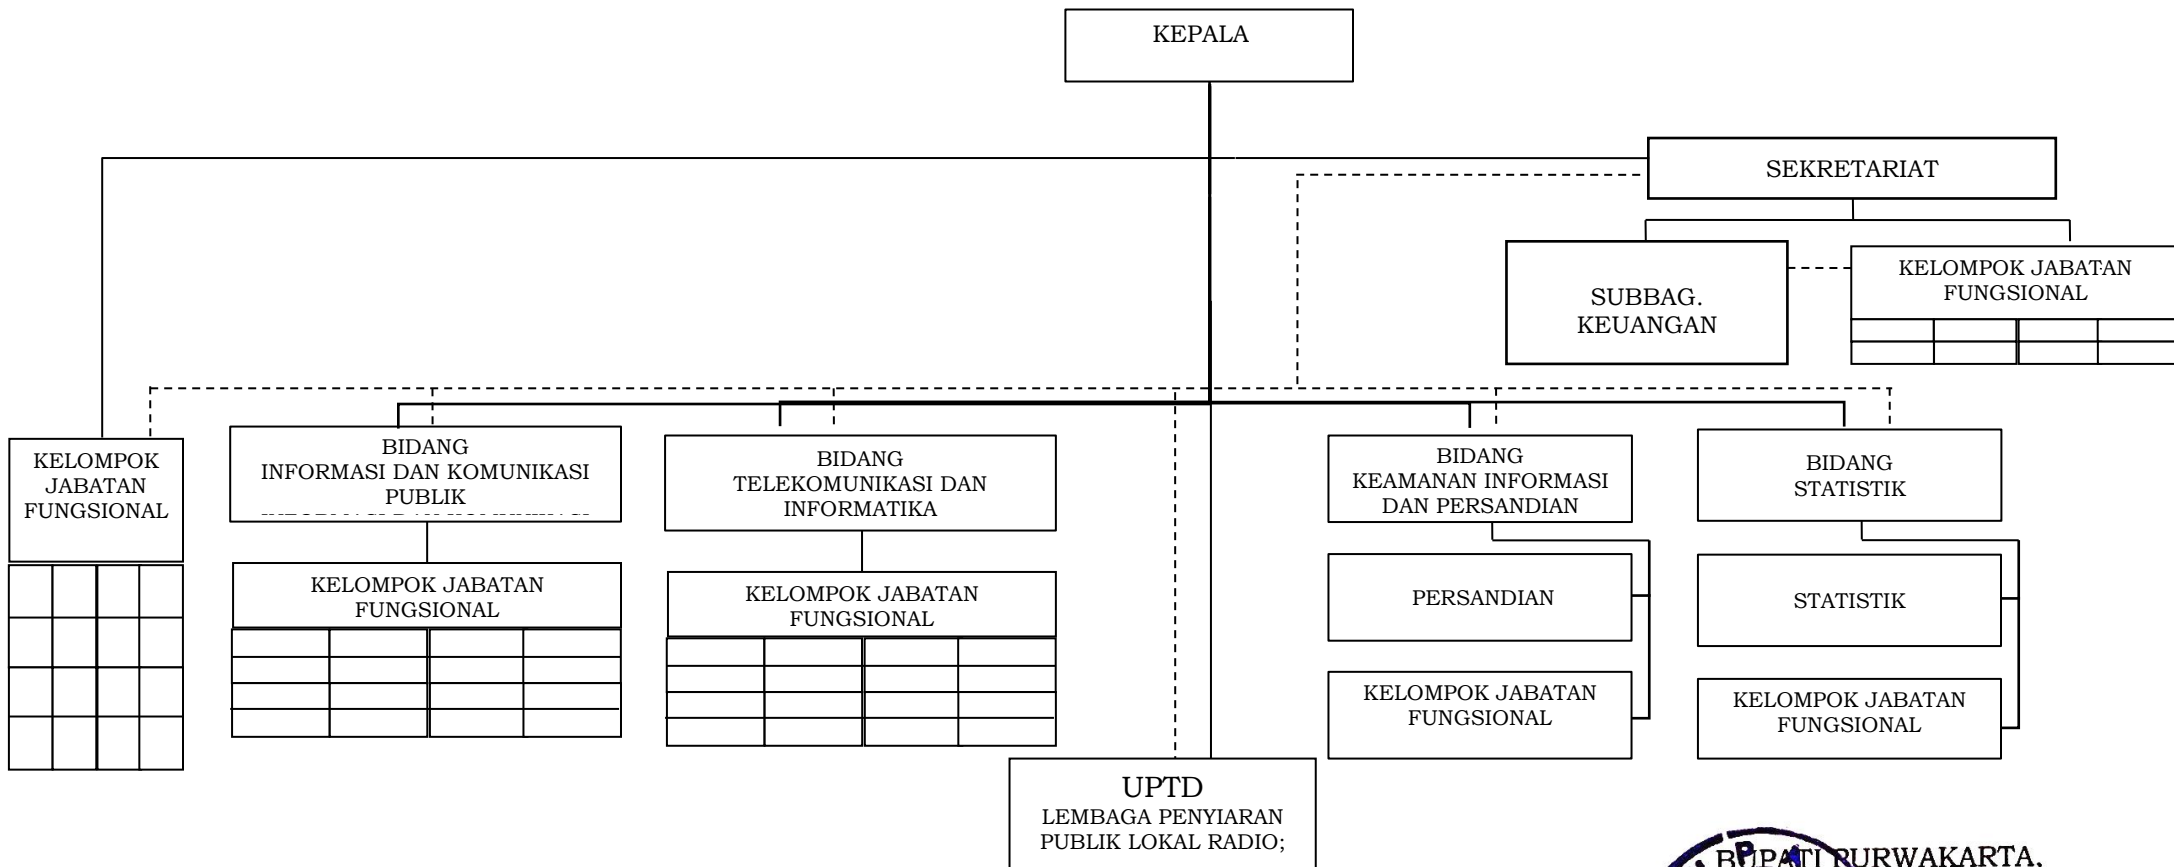 KEPALA
SEKRETARIAT
SUBBAG.
KEUANGAN
KELOMPOK JABATAN
FUNGSIONAL
KELOMPOK
JABATAN
FUNGSIONAL
BIDANG
INFORMASI DAN KOMUNIKASI
PUBLIK
BIDANG
TELEKOMUNIKASI DAN
INFORMATIKA
BIDANG
KEAMANAN INFORMASI
DAN PERSANDIAN
BIDANG
STATISTIK
KELOMPOK JABATAN
FUNGSIONAL
KELOMPOK JABATAN
FUNGSIONAL
PERSANDIAN
STATISTIK
KELOMPOK JABATAN
FUNGSIONAL
KELOMPOK JABATAN
FUNGSIONAL
UPTD
LEMBAGA PENYIARAN
PUBLIK LOKAL RADIO;
BUPATI PURWAKARTA,